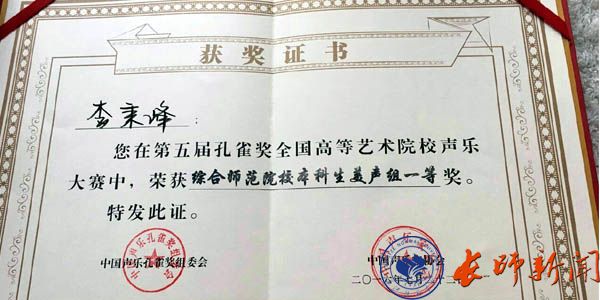 获奖证书
李秉峰：
您在第五届孔雀奖全国高等艺术院校声乐
大赛中，荣获综合师范院校本科生美声组一等奖。
特发此证。
中国声乐孔雀奖组委会
长师新闻